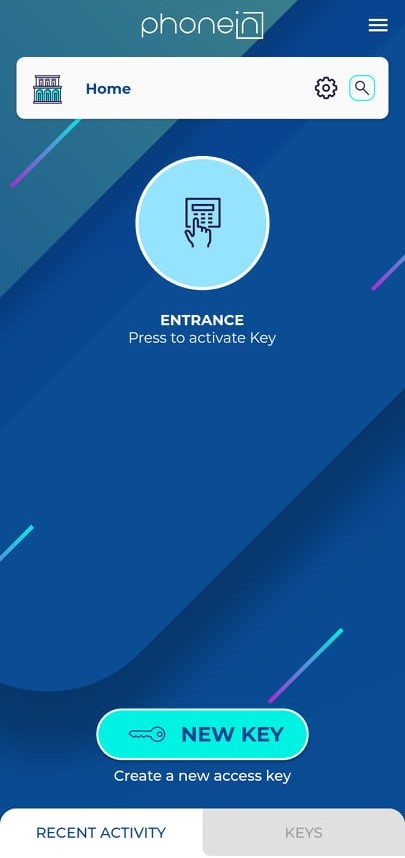 phonein
Home
ENTRANCE
Press to activate Key
NEW KEY
Create a new access key
RECENT ACTIVITY
KEYS